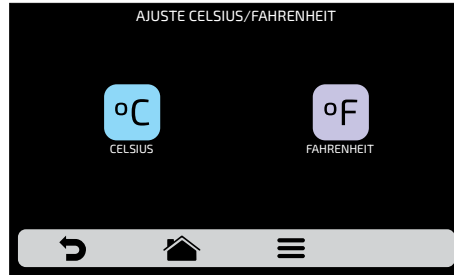 AJUSTE CELSIUS/FAHRENHEIT
ºC
ºF
CELSIUS
FAHRENHEIT